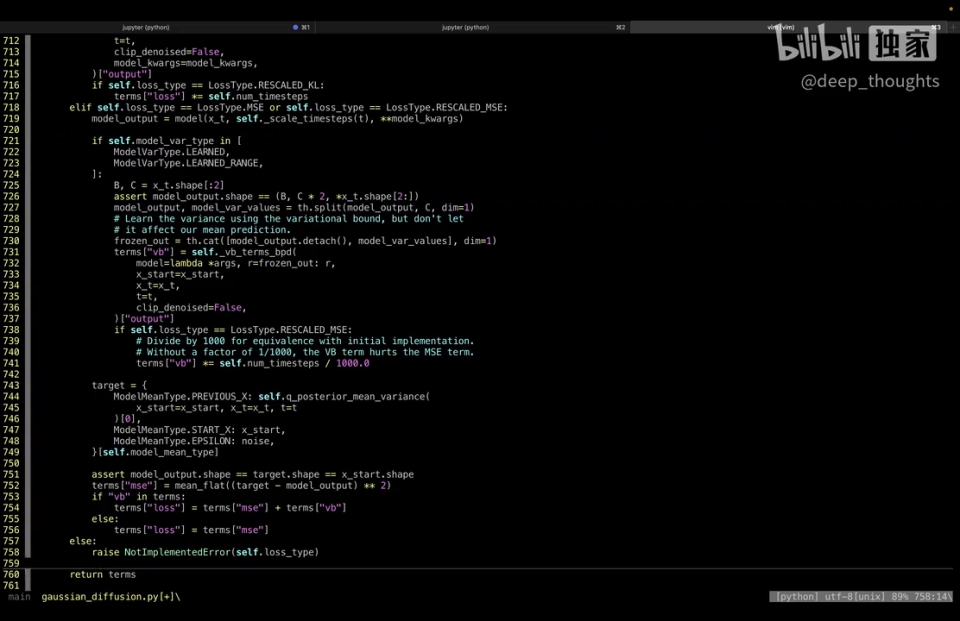 jupyter (python) ⌘1 jupyter (python) ⌘2 vim (vim) ⌘3
bilibili 独家
@deep_thoughts
712 t=t,
713 clip_denoised=False,
714 model_kwargs=model_kwargs,
715 )["output"]
716 if self.loss_type == LossType.RESCALED_KL:
717 terms["loss"] *= self.num_timesteps
718 elif self.loss_type == LossType.MSE or self.loss_type == LossType.RESCALED_MSE:
719 model_output = model(x_t, self._scale_timesteps(t), **model_kwargs)
720
721 if self.model_var_type in [
722 ModelVarType.LEARNED,
723 ModelVarType.LEARNED_RANGE,
724 ]:
725 B, C = x_t.shape[:2]
726 assert model_output.shape == (B, C * 2, *x_t.shape[2:])
727 model_output, model_var_values = th.split(model_output, C, dim=1)
728 # Learn the variance using the variational bound, but don't let
729 # it affect our mean prediction.
730 frozen_out = th.cat([model_output.detach(), model_var_values], dim=1)
731 terms["vb"] = self._vb_terms_bpd(
732 model=lambda *args, r=frozen_out: r,
733 x_start=x_start,
734 x_t=x_t,
735 t=t,
736 clip_denoised=False,
737 )["output"]
738 if self.loss_type == LossType.RESCALED_MSE:
739 # Divide by 1000 for equivalence with initial implementation.
740 # Without a factor of 1/1000, the VB term hurts the MSE term.
741 terms["vb"] *= self.num_timesteps / 1000.0
742
743 target = {
744 ModelMeanType.PREVIOUS_X: self.q_posterior_mean_variance(
745 x_start=x_start, x_t=x_t, t=t
746 )[0],
747 ModelMeanType.START_X: x_start,
748 ModelMeanType.EPSILON: noise,
749 }[self.model_mean_type]
750
751 assert model_output.shape == target.shape == x_start.shape
752 terms["mse"] = mean_flat((target - model_output) ** 2)
753 if "vb" in terms:
754 terms["loss"] = terms["mse"] + terms["vb"]
755 else:
756 terms["loss"] = terms["mse"]
757 else:
758 raise NotImplementedError(self.loss_type)
759
760 return terms
761
main gaussian_diffusion.py[+]\ [python] utf-8[unix] 89% 758:14\